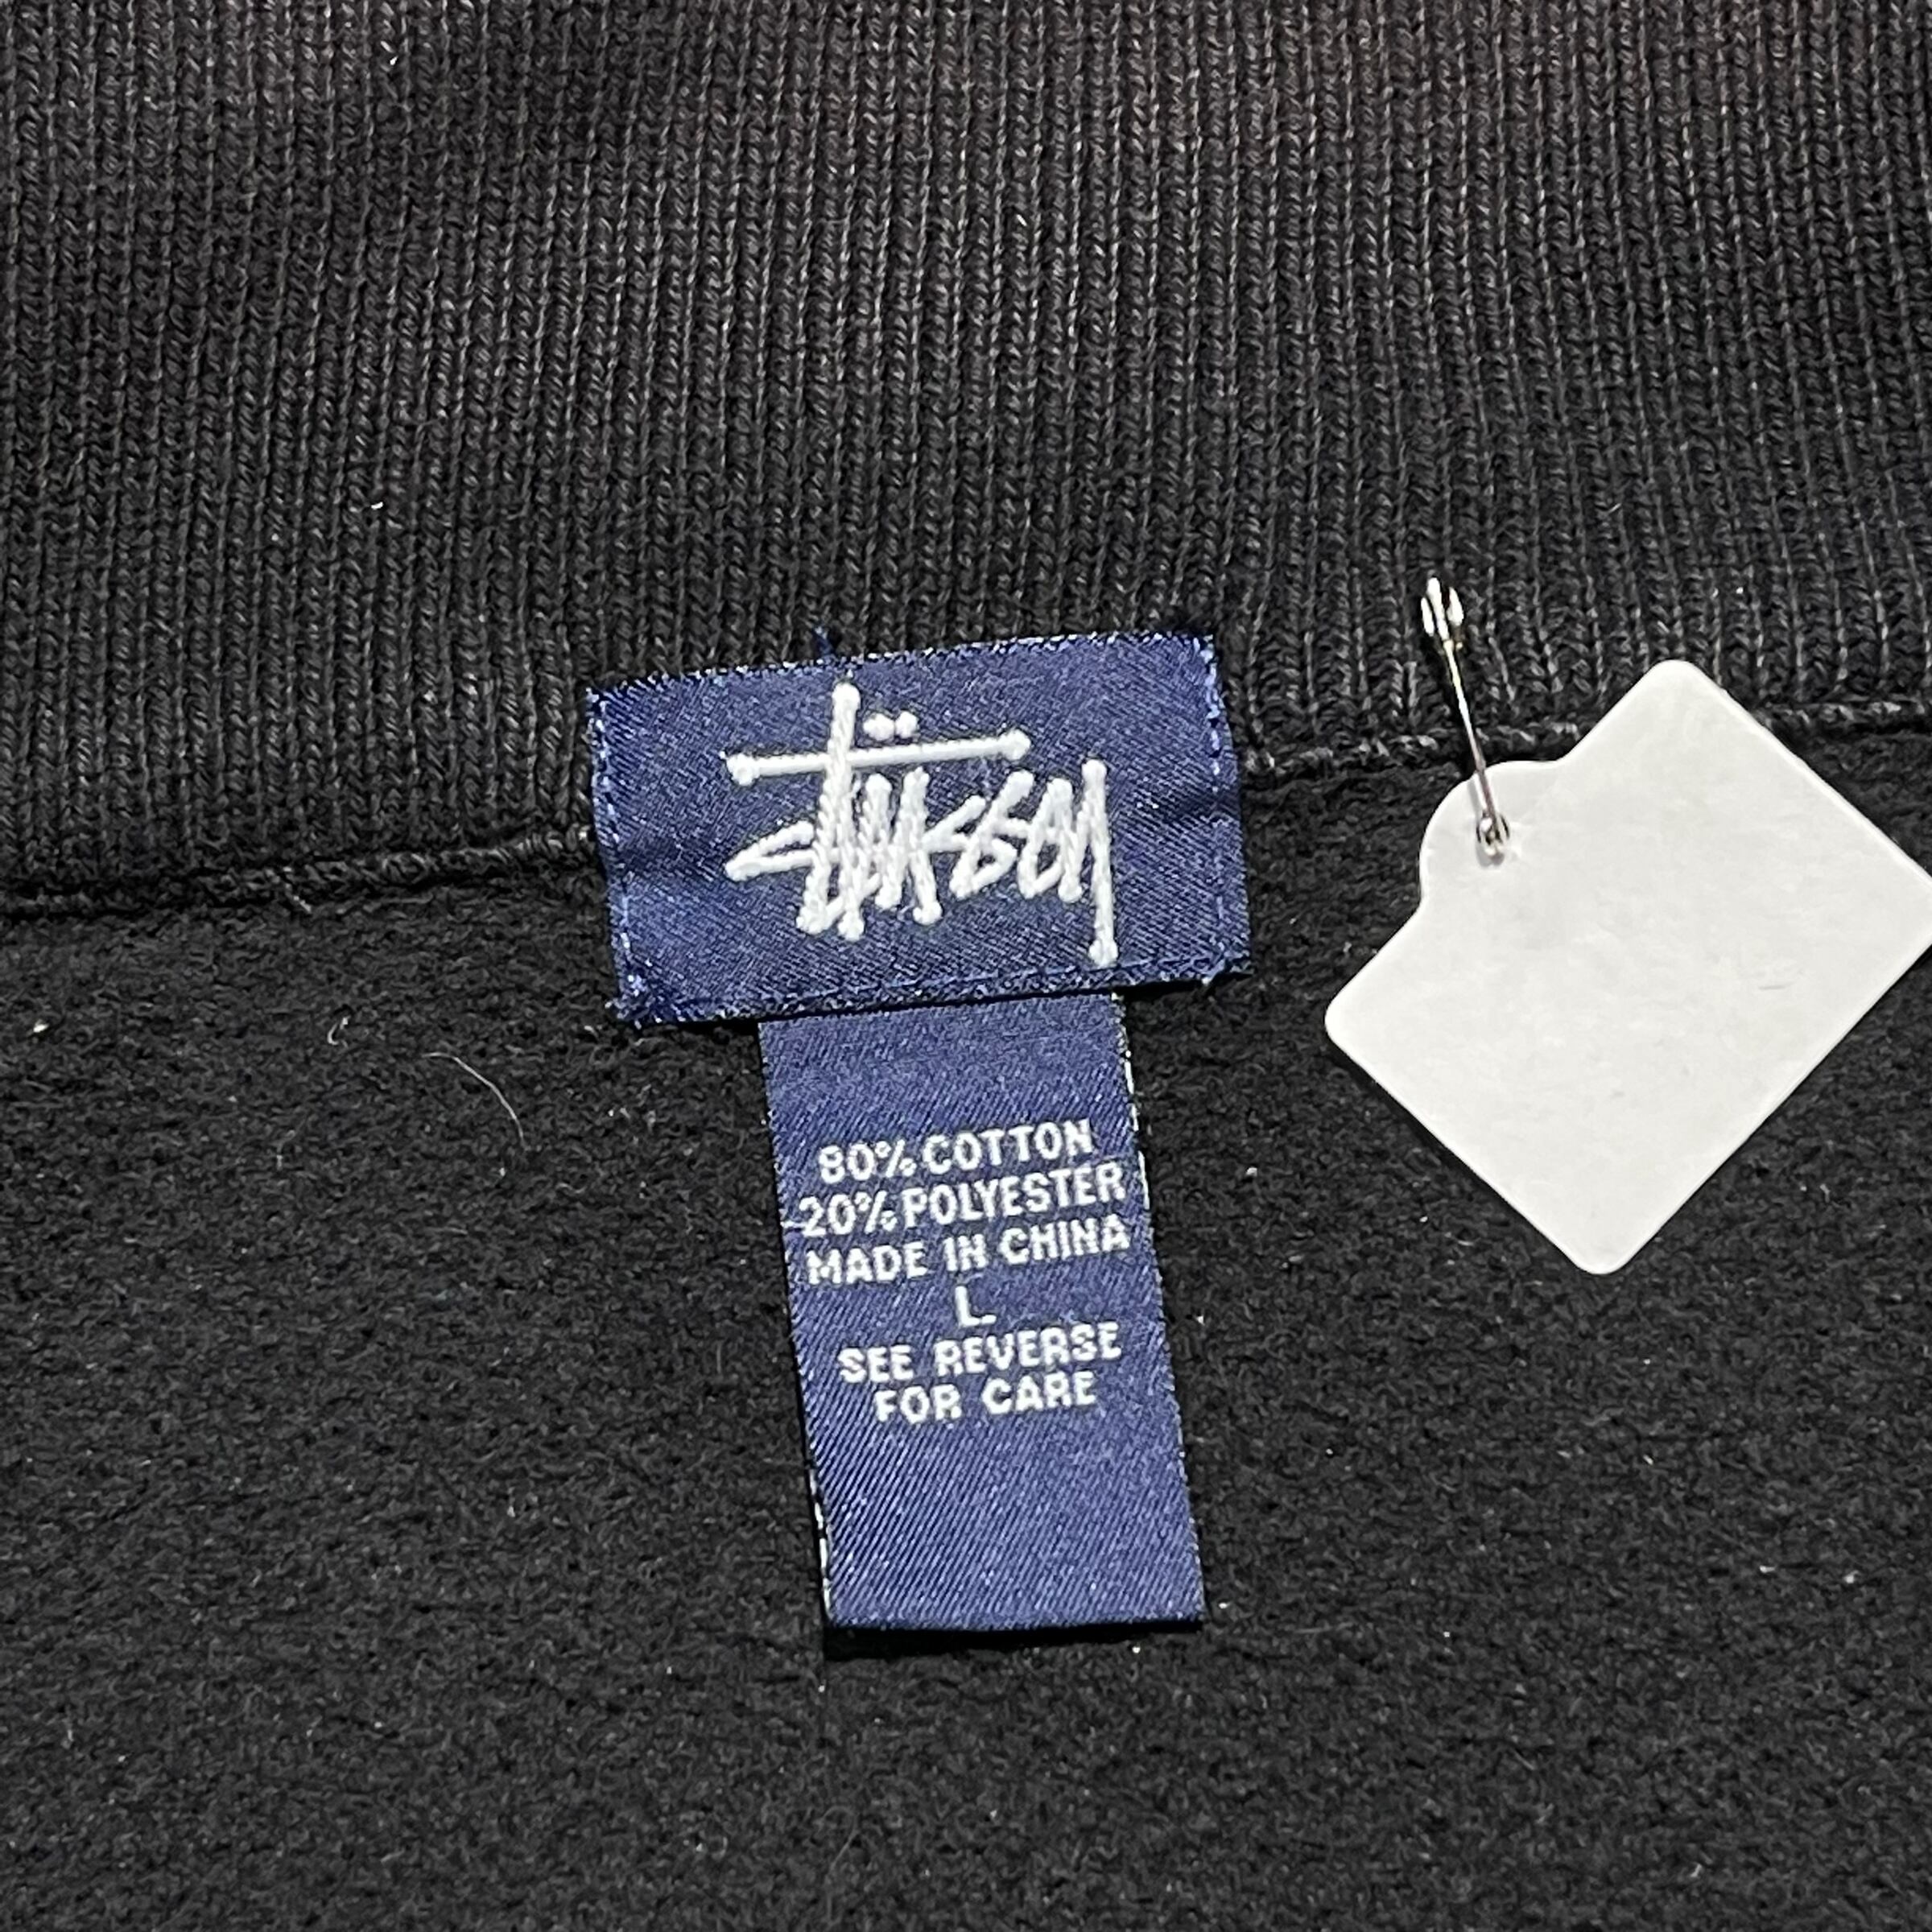 Stüssy
80% COTTON
20% POLYESTER
MADE IN CHINA
L
SEE REVERSE
FOR CARE